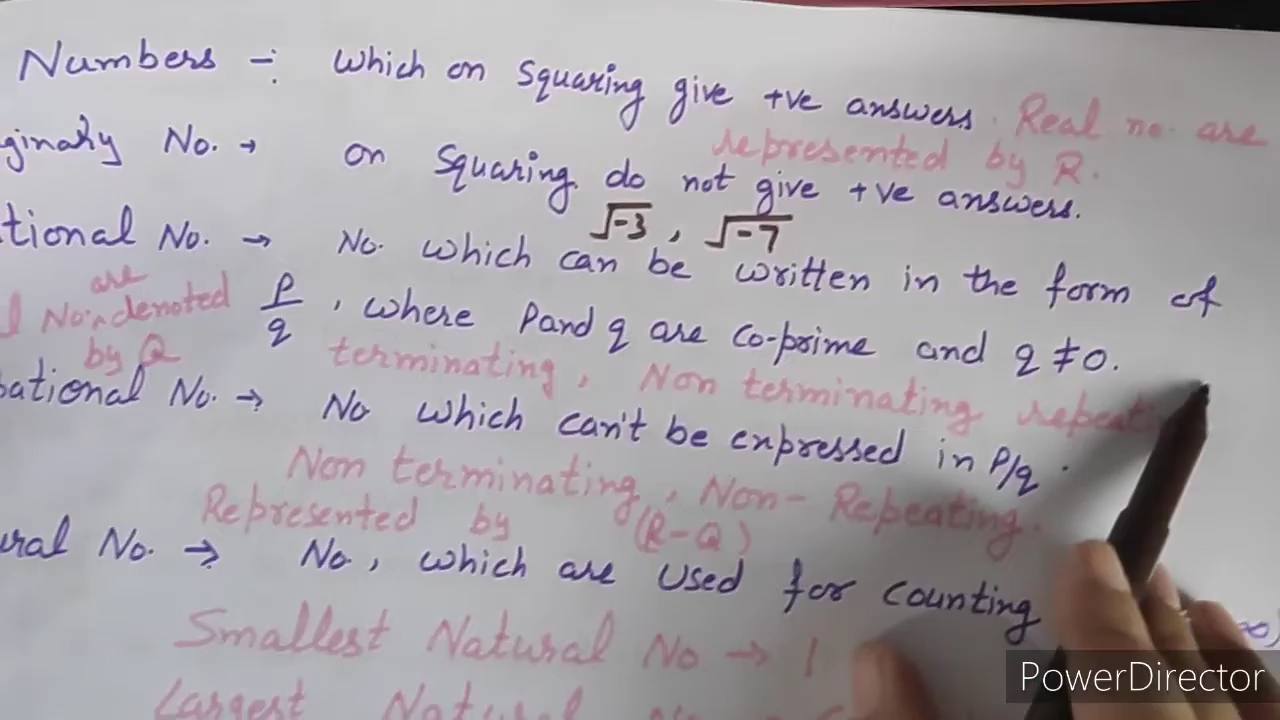 Numbers -: Which on Squaring give +ve answers. Real no. are
represented by R.
ginary No. → on Squaring do not give +ve answers.
√-3, √-7
tional No. → No. which can be written in the form of
are
l No. denoted p/q, where p and q are co-prime and q ≠ 0.
by Q terminating, Non terminating repeati
ational No. → No which can't be expressed in P/q.
Non terminating, Non-Repeating.
Represented by (R-Q)
ural No. → No, which are used for counting
Smallest Natural No → 1
Largest Natural
PowerDirector